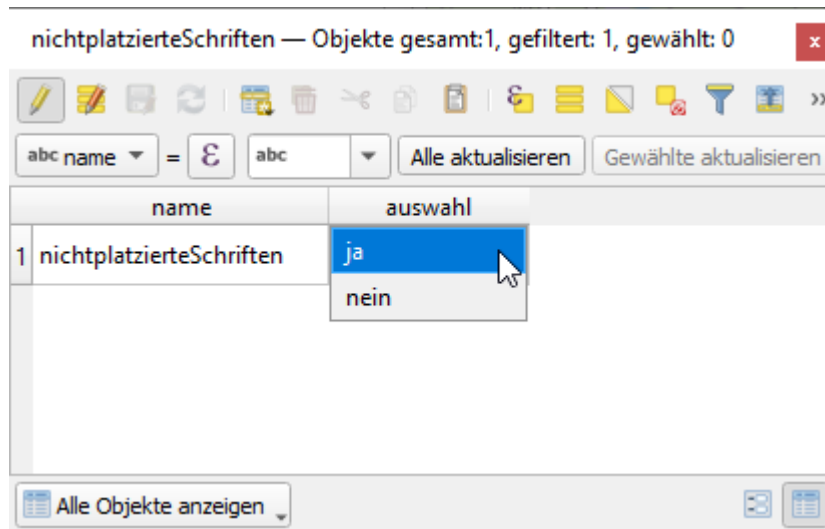 nichtplatzierteSchriften — Objekte gesamt:1, gefiltert: 1, gewählt: 0
abc name = ε abc Alle aktualisieren Gewählte aktualisieren
name auswahl
1 nichtplatzierteSchriften ja
nein
Alle Objekte anzeigen